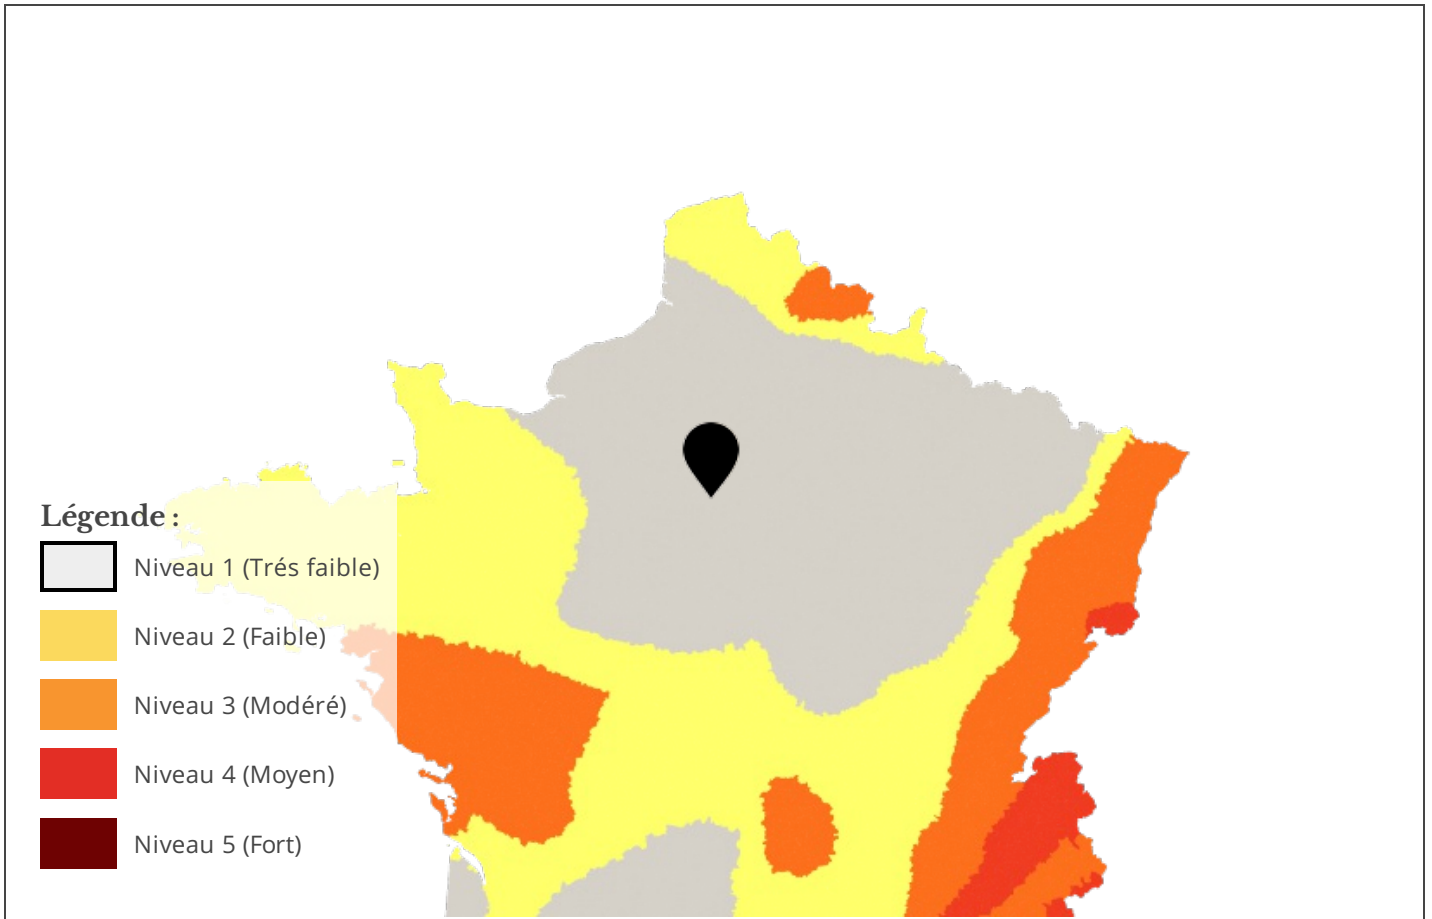 Légende :
Niveau 1 (Trés faible)
Niveau 2 (Faible)
Niveau 3 (Modéré)
Niveau 4 (Moyen)
Niveau 5 (Fort)